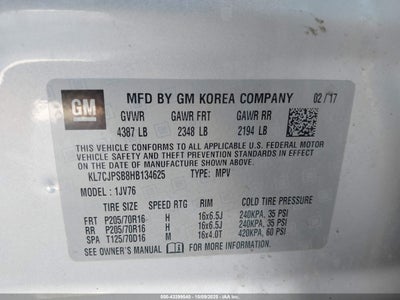 GM
MFD BY GM KOREA COMPANY 02/17
GVWR GAWR FRT GAWR RR
4387 LB 2348 LB 2194 LB
THIS VEHICLE CONFORMS TO ALL APPLICABLE U.S. FEDERAL
MOTOR VEHICLE SAFETY, BUMPER, AND THEFT PREVENTION STANDARDS
IN EFFECT ON THE DATE OF MANUFACTURE SHOWN ABOVE.
KL7CJPSB8HB134625 TYPE: MPV
MODEL: 1JV76
TIRE SIZE SPEED RTG RIM COLD TIRE PRESSURE
FRT P205/70R16 H 16x6.5J 240KPA, 35 PSI
RR P205/70R16 H 16x6.5J 240KPA, 35 PSI
SPA T125/70D16 M 16x4.0T 420KPA, 60 PSI
SEE OWNER'S MANUAL FOR ADDITIONAL INFORMATION.